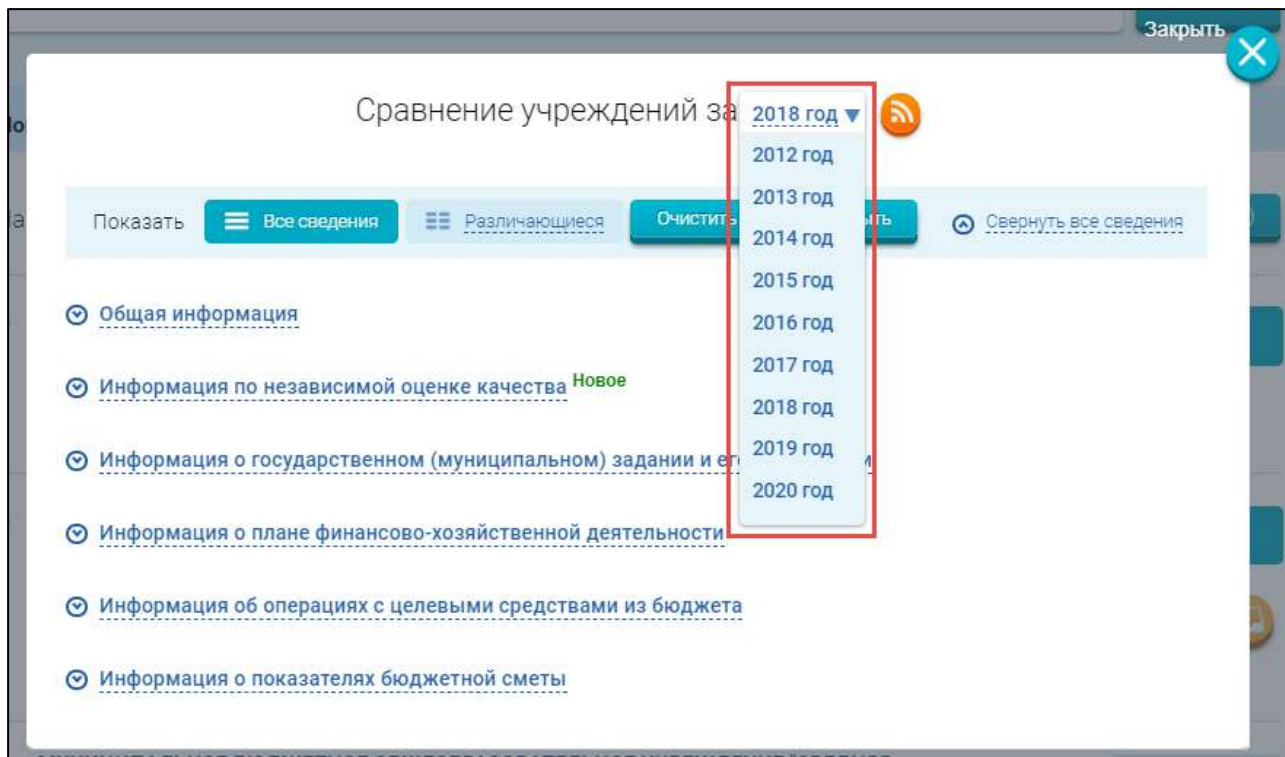 Закрыть
Сравнение учреждений за 2018 год
2012 год
2013 год
2014 год
2015 год
2016 год
2017 год
2018 год
2019 год
2020 год
Показать Все сведения Различающиеся Очистить Свернуть все сведения
Общая информация
Информация по независимой оценке качества Новое
Информация о государственном (муниципальном) задании и
Информация о плане финансово-хозяйственной деятельности
Информация об операциях с целевыми средствами из бюджета
Информация о показателях бюджетной сметы